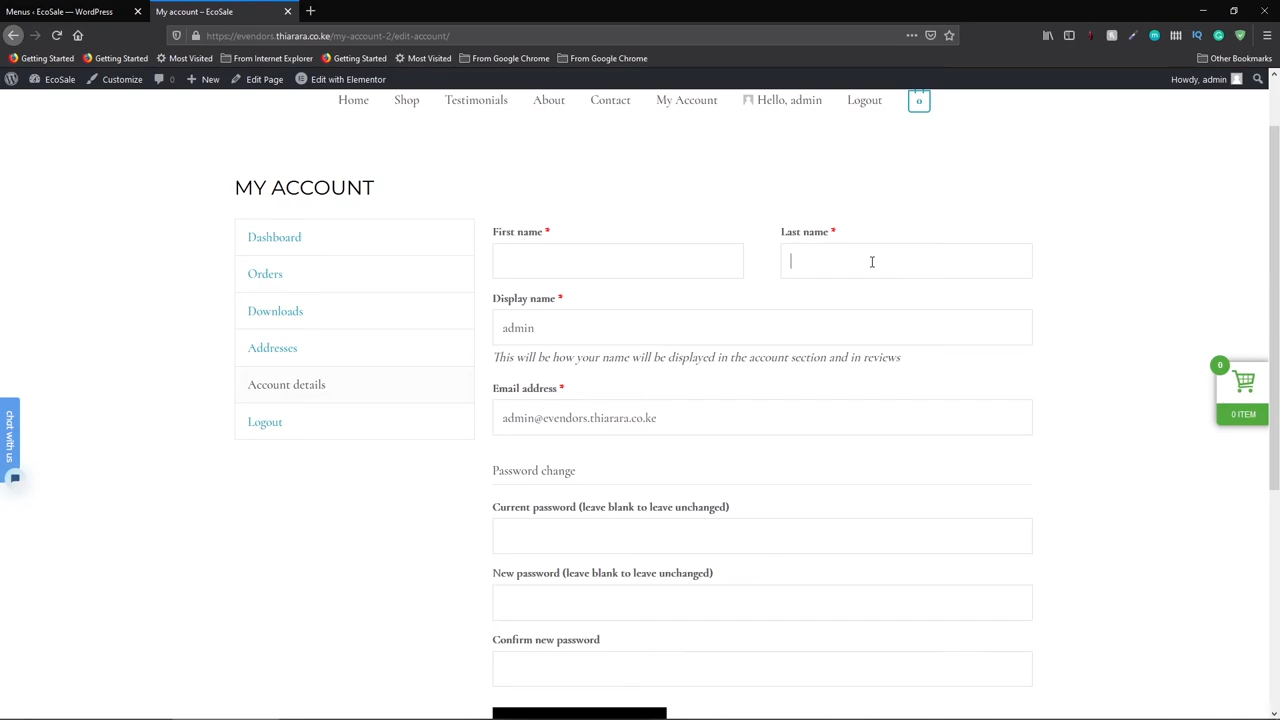 Menus ‹ EcoSale — WordPress
My account – EcoSale
https://evendors.thiarara.co.ke/my-account-2/edit-account/
Getting Started
Getting Started
Most Visited
From Internet Explorer
Getting Started
Most Visited
From Google Chrome
From Google Chrome
Other Bookmarks
EcoSale
Customize
0
New
Edit Page
Edit with Elementor
Howdy, admin
Home
Shop
Testimonials
About
Contact
My Account
Hello, admin
Logout
0
MY ACCOUNT
Dashboard
Orders
Downloads
Addresses
Account details
Logout
First name *
Last name *
Display name *
admin
This will be how your name will be displayed in the account section and in reviews
Email address *
admin@evendors.thiarara.co.ke
Password change
Current password (leave blank to leave unchanged)
New password (leave blank to leave unchanged)
Confirm new password
0
0 ITEM
chat with us